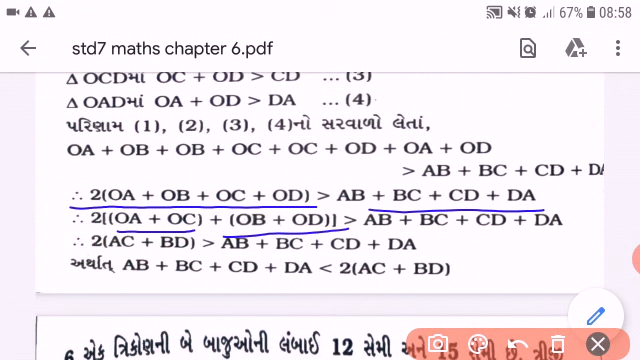 67% 08:58
std7 maths chapter 6.pdf
Δ OCDમાં OC + OD > CD ... (3)
Δ OADમાં OA + OD > DA ... (4)
પરિણામ (1), (2), (3), (4)નો સરવાળો લેતાં,
OA + OB + OB + OC + OC + OD + OA + OD
> AB + BC + CD + DA
∴ 2(OA + OB + OC + OD) > AB + BC + CD + DA
∴ 2[(OA + OC) + (OB + OD)] > AB + BC + CD + DA
∴ 2(AC + BD) > AB + BC + CD + DA
અર્થાત્ AB + BC + CD + DA < 2(AC + BD)
6. એક ત્રિકોણની બે બાજુઓની લંબાઈ 12 સેમી અને 15 સેમી છે.